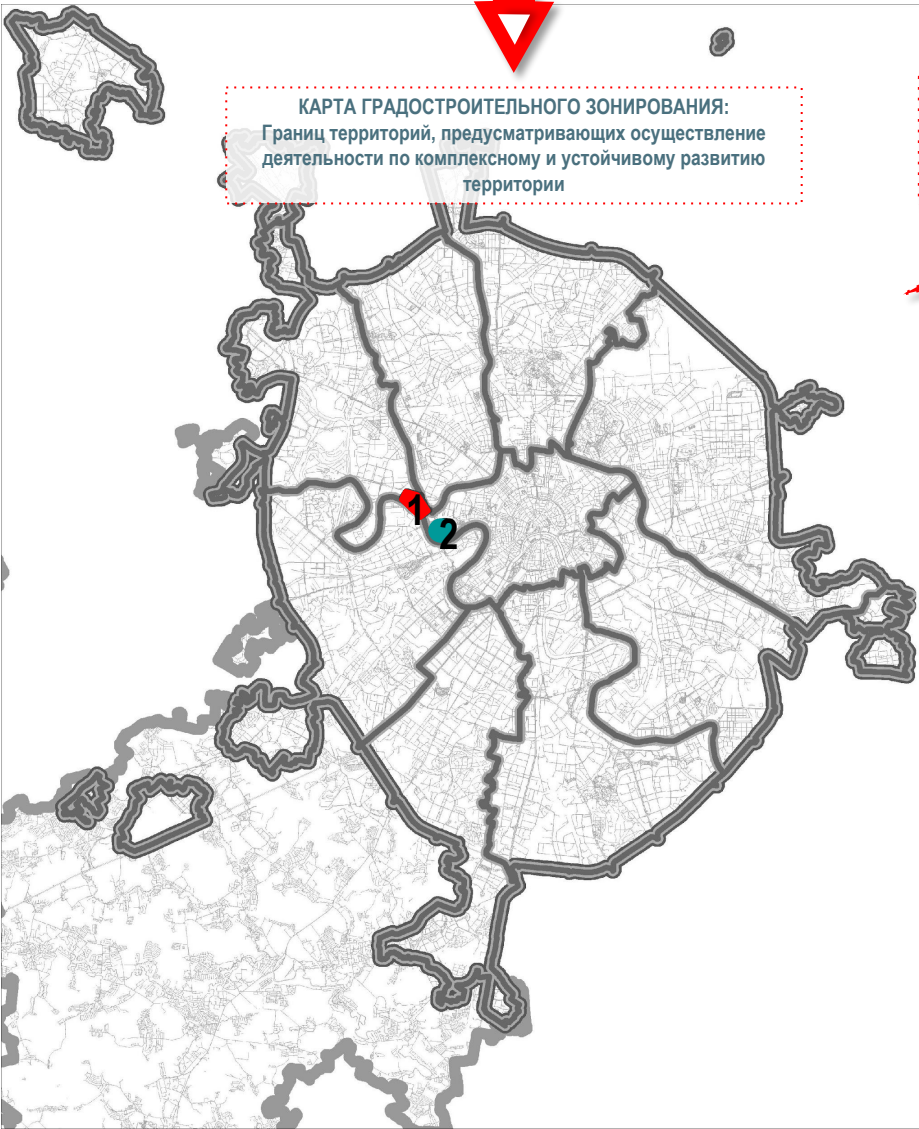 КАРТА ГРАДОСТРОИТЕЛЬНОГО ЗОНИРОВАНИЯ:
Границ территорий, предусматривающих осуществление
деятельности по комплексному и устойчивому развитию
территории
1
2